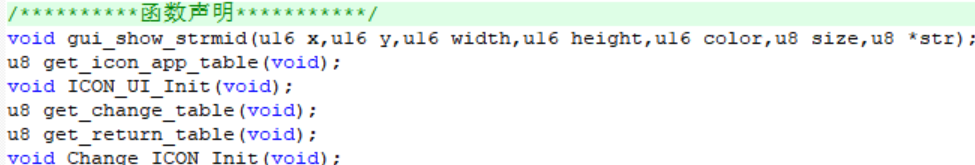 /**********函数声明***********/
void gui_show_strmid(u16 x,u16 y,u16 width,u16 height,u16 color,u8 size,u8 *str);
u8 get_icon_app_table(void);
void ICON_UI_Init(void);
u8 get_change_table(void);
u8 get_return_table(void);
void Change_ICON_Init(void);